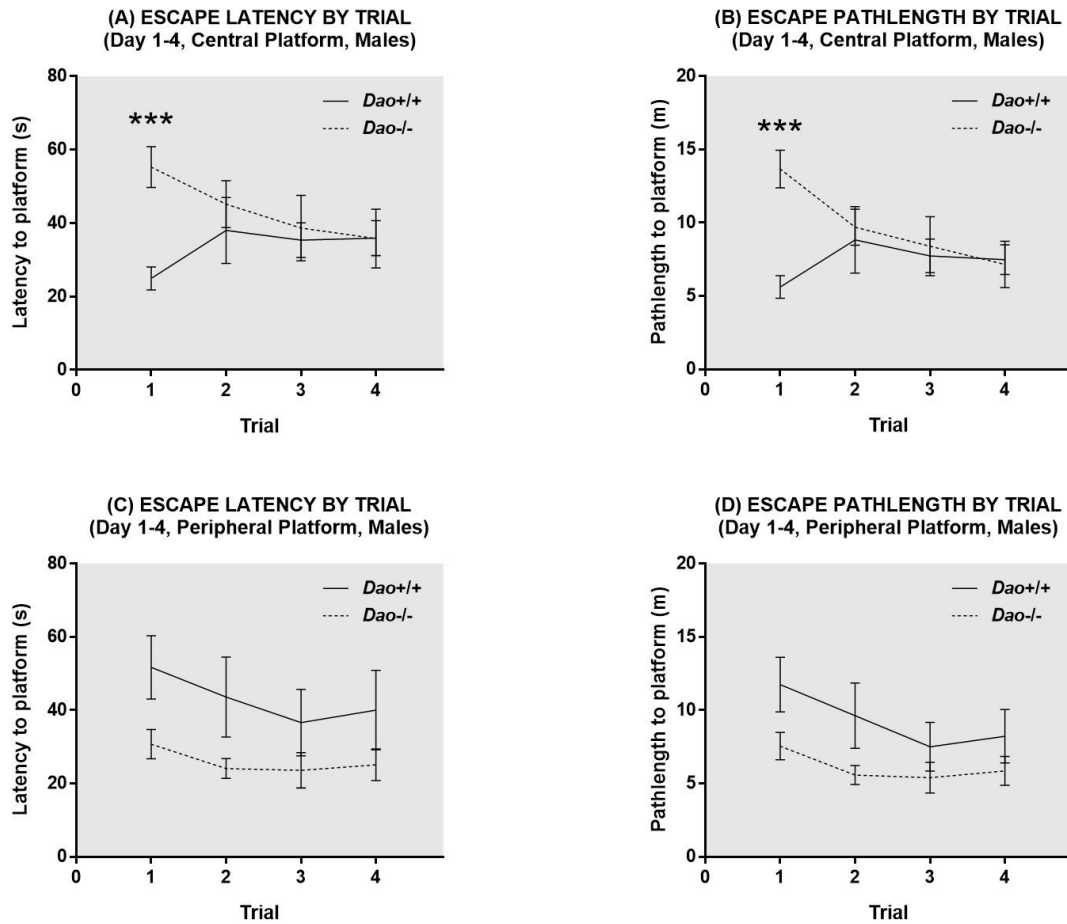 (A) ESCAPE LATENCY BY TRIAL
(Day 1-4, Central Platform, Males)
80
60
40
20
0
Latency to platform (s)
***
Dao+/+
Dao-/-
0
1
2
3
4
Trial
(B) ESCAPE PATHLENGTH BY TRIAL
(Day 1-4, Central Platform, Males)
20
15
10
5
0
Pathlength to platform (m)
***
Dao+/+
Dao-/-
0
1
2
3
4
Trial
(C) ESCAPE LATENCY BY TRIAL
(Day 1-4, Peripheral Platform, Males)
80
60
40
20
0
Latency to platform (s)
Dao+/+
Dao-/-
0
1
2
3
4
Trial
(D) ESCAPE PATHLENGTH BY TRIAL
(Day 1-4, Peripheral Platform, Males)
20
15
10
5
0
Pathlength to platform (m)
Dao+/+
Dao-/-
0
1
2
3
4
Trial